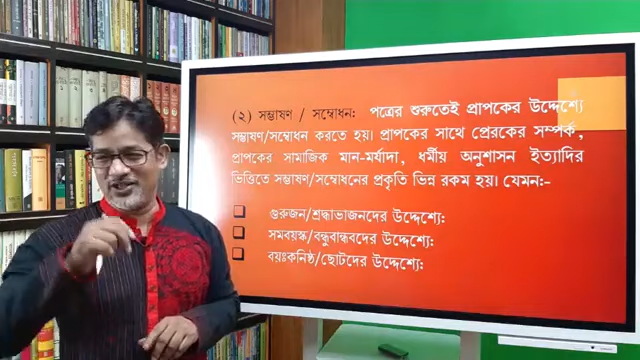 (২) সম্ভাষণ / সম্বোধন: পত্রের শুরুতেই প্রাপকের উদ্দেশ্যে
সম্ভাষণ/সম্বোধন করতে হয়। প্রাপকের সাথে প্রেরকের সম্পর্ক,
প্রাপকের সামাজিক মান-মর্যাদা, ধর্মীয় অনুশাসন ইত্যাদির
ভিত্তিতে সম্ভাষণ/সম্বোধনের প্রকৃতি ভিন্ন রকম হয়। যেমন:-
গুরুজন/শ্রদ্ধাভাজনদের উদ্দেশ্যে:
সমবয়স্ক/বন্ধুবান্ধবদের উদ্দেশ্যে:
বয়ঃকনিষ্ঠ/ছোটদের উদ্দেশ্যে: